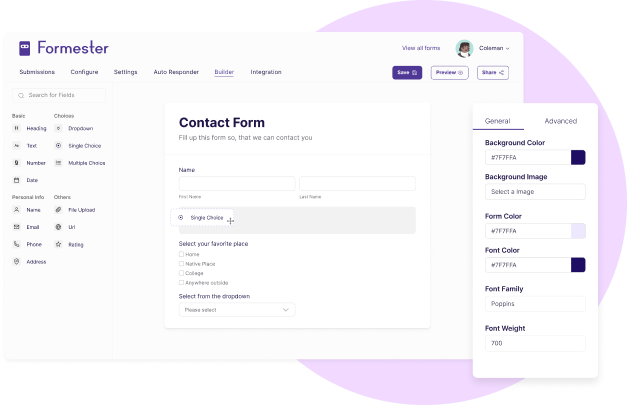 Formester
View all forms
Coleman
Submissions
Configure
Settings
Auto Responder
Builder
Integration
Save
Preview
Share
Search for Fields
Basic
Choices
Heading
Dropdown
Text
Single Choice
Number
Multiple Choice
Date
Personal Info
Others
Name
File Upload
Email
Url
Phone
Rating
Address
Contact Form
Fill up this form so, that we can contact you
Name
First Name
Last Name
Single Choice
Select your favorite place
Home
Native Place
College
Anywhere outside
Select from the dropdown
Please select
General
Advanced
Background Color
#7F7FFA
Background Image
Select a Image
Form Color
#7F7FFA
Font Color
#7F7FFA
Font Family
Poppins
Font Weight
700